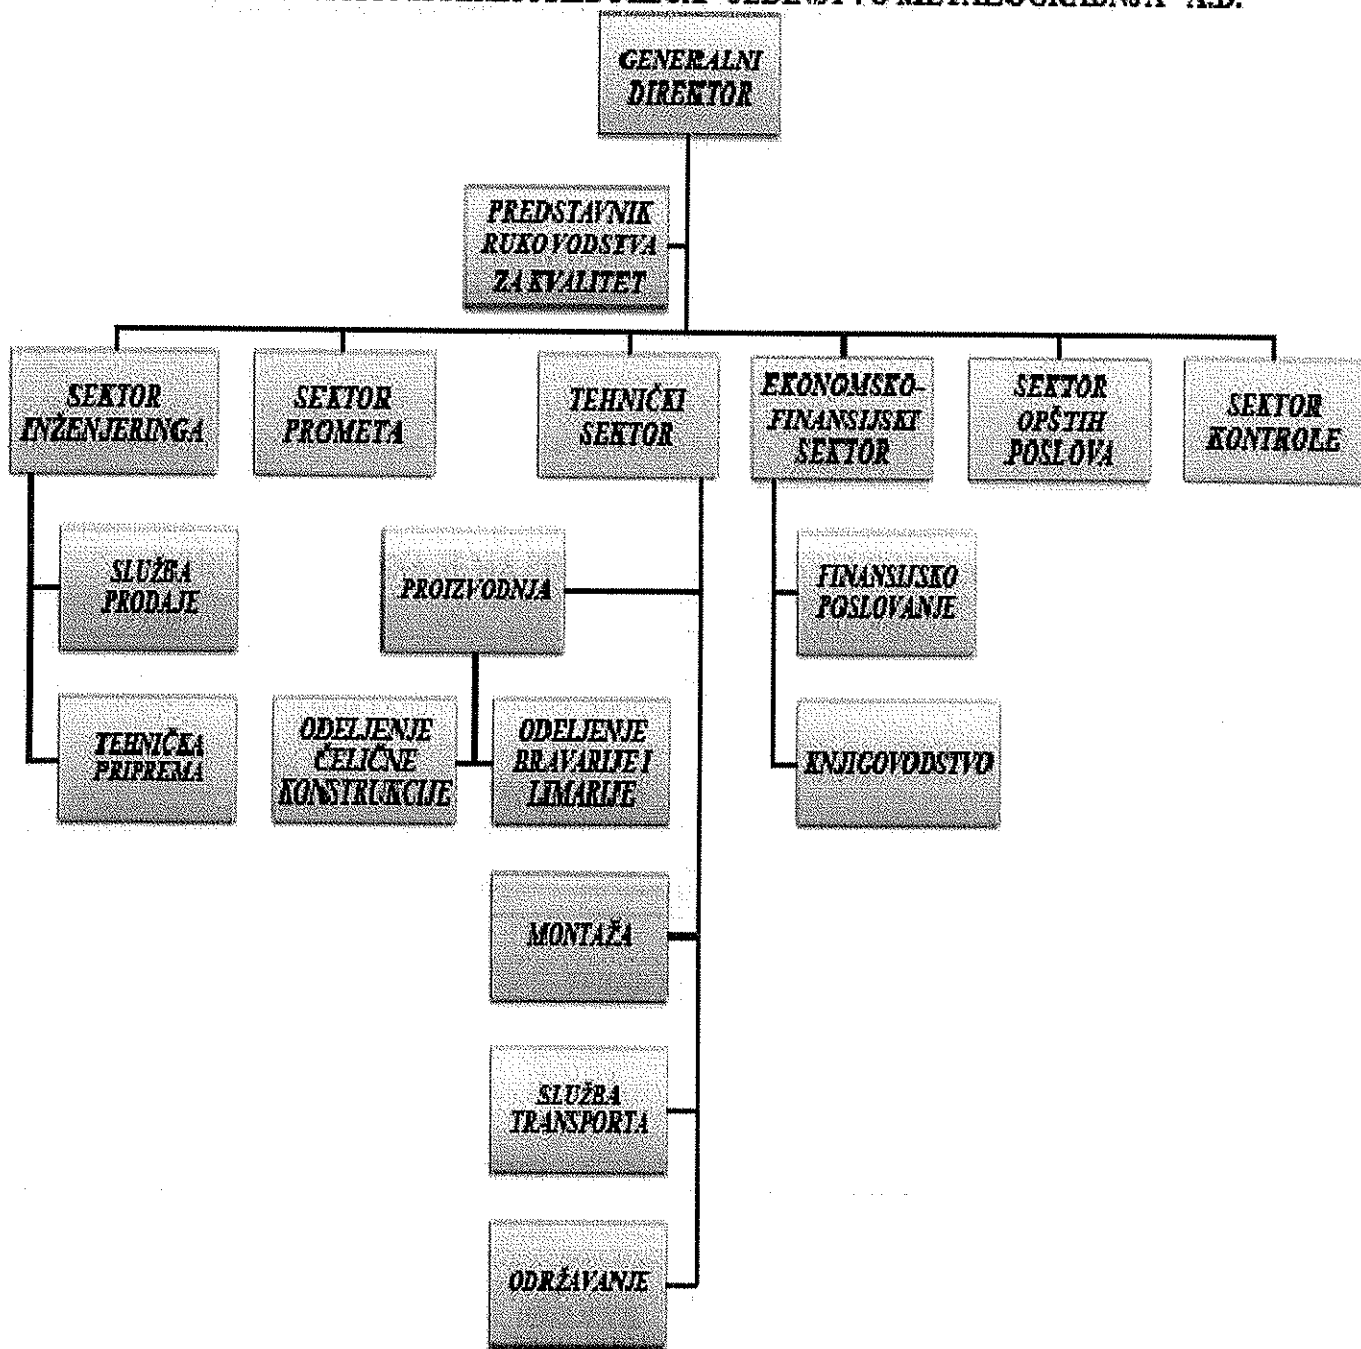 JEDINSTVO METALOGRADNJA A.D.
GENERALNI
DIREKTOR
PREDSTAVNIK
RUKOVODSTVA
ZA KVALITET
SEKTOR
INŽENJERINGA
SEKTOR
PROMETA
TEHNIČKI
SEKTOR
EKONOMSKO-
FINANSIJSKI
SEKTOR
SEKTOR
OPŠTIH
POSLOVA
SEKTOR
KONTROLE
SLUŽBA
PRODAJE
PROIZVODNJA
FINANSIJSKO
POSLOVANJE
TEHNIČKA
PRIPREMA
ODELJENJE
ČELIČNE
KONSTRUKCIJE
ODELJENJE
BRAVARIJE I
LIMARIJE
KNJIGOVODSTVO
MONTAŽA
SLUŽBA
TRANSPORTA
ODRŽAVANJE